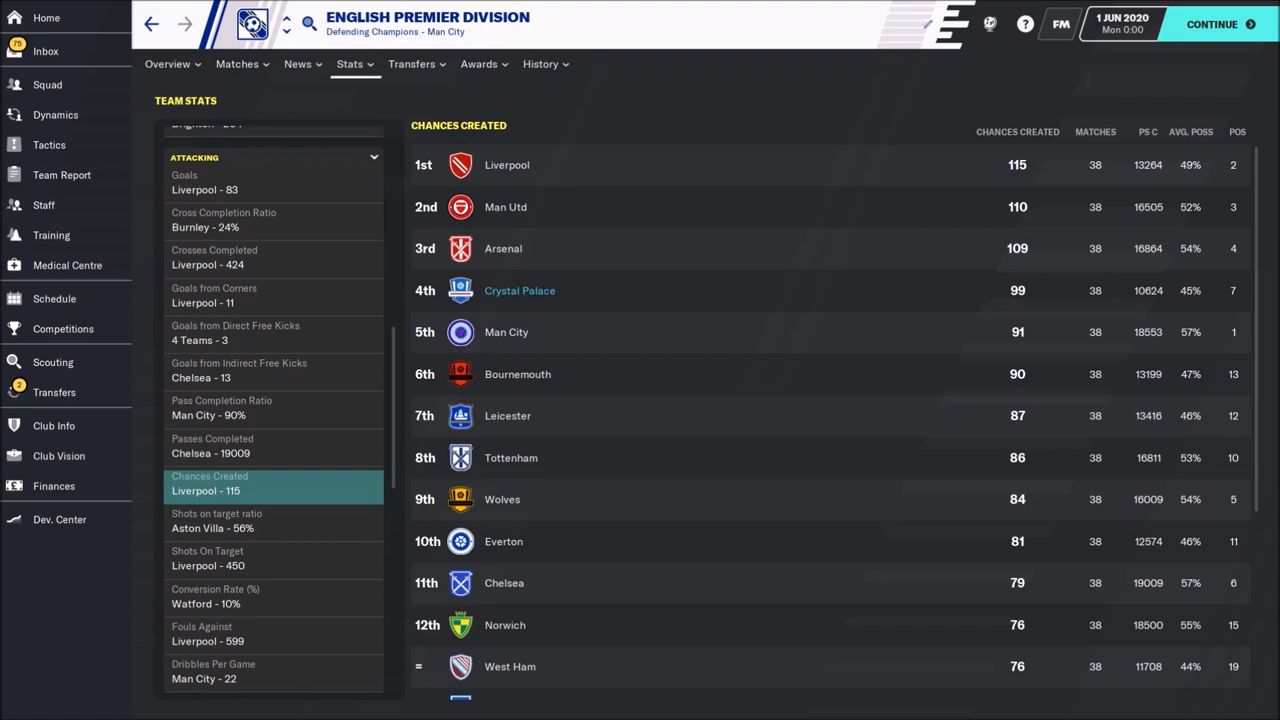 Home
75
Inbox
Squad
Dynamics
Tactics
Team Report
Staff
Training
Medical Centre
Schedule
Competitions
Scouting
2
Transfers
Club Info
Club Vision
Finances
Dev. Center
ENGLISH PREMIER DIVISION
Defending Champions - Man City
?
FM
1 JUN 2020
Mon 0:00
CONTINUE
Overview Matches News Stats Transfers Awards History
TEAM STATS
ATTACKING
Goals
Liverpool - 83
Cross Completion Ratio
Burnley - 24%
Crosses Completed
Liverpool - 424
Goals from Corners
Liverpool - 11
Goals from Direct Free Kicks
4 Teams - 3
Goals from Indirect Free Kicks
Chelsea - 13
Pass Completion Ratio
Man City - 90%
Passes Completed
Chelsea - 19009
Chances Created
Liverpool - 115
Shots on target ratio
Aston Villa - 56%
Shots On Target
Liverpool - 450
Conversion Rate (%)
Watford - 10%
Fouls Against
Liverpool - 599
Dribbles Per Game
Man City - 22
CHANCES CREATED CHANCES CREATED MATCHES PS C AVG. POSS POS
1st Liverpool 115 38 13264 49% 2
2nd Man Utd 110 38 16505 52% 3
3rd Arsenal 109 38 16864 54% 4
4th Crystal Palace 99 38 10624 45% 7
5th Man City 91 38 18553 57% 1
6th Bournemouth 90 38 13199 47% 13
7th Leicester 87 38 13416 46% 12
8th Tottenham 86 38 16811 53% 10
9th Wolves 84 38 16009 54% 5
10th Everton 81 38 12574 46% 11
11th Chelsea 79 38 19009 57% 6
12th Norwich 76 38 18500 55% 15
= West Ham 76 38 11708 44% 19